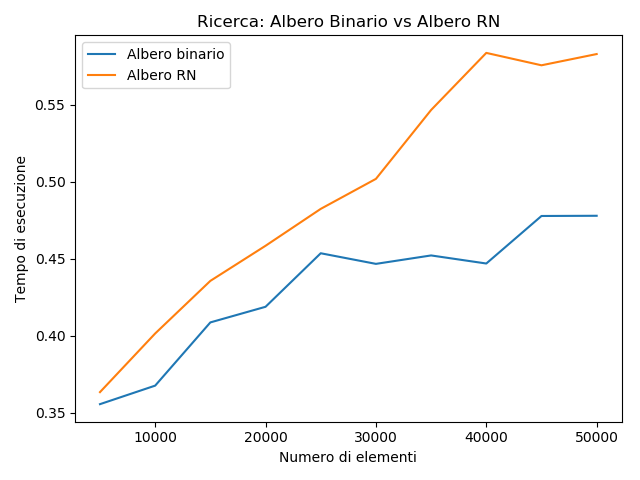 Ricerca: Albero Binario vs Albero RN
Albero binario
Albero RN
Tempo di esecuzione
0.55
0.50
0.45
0.40
0.35
10000 20000 30000 40000 50000
Numero di elementi